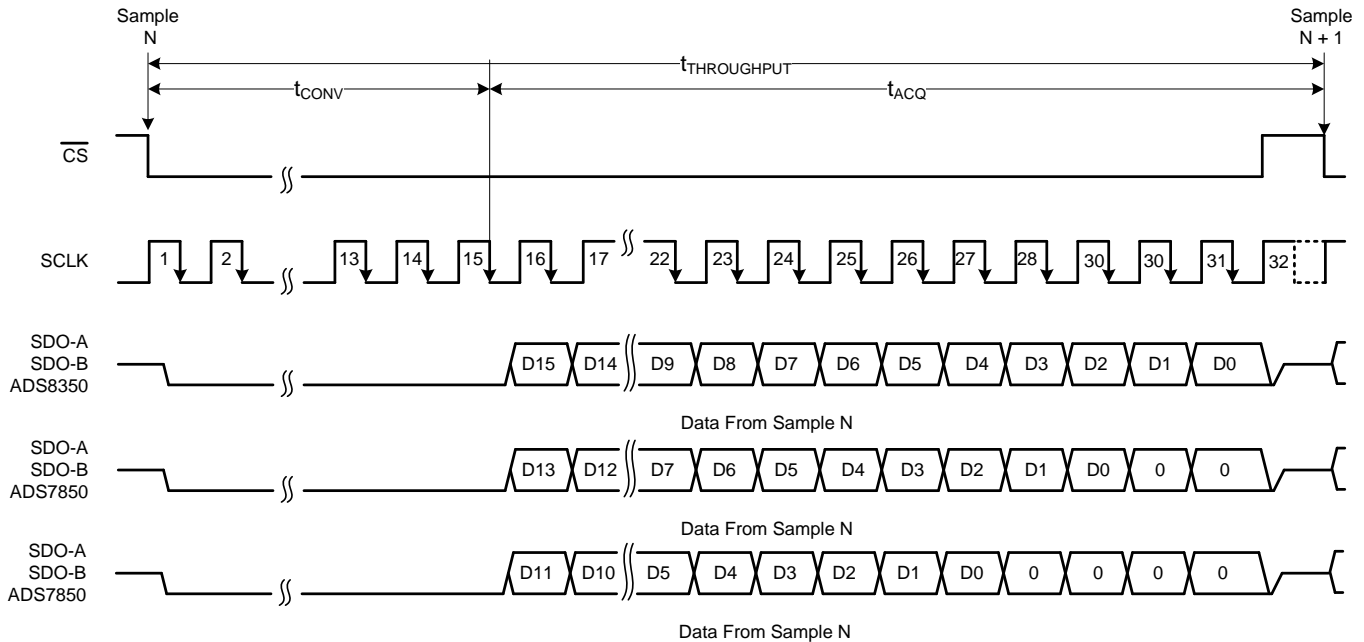 Sample
N
Sample
N + 1
tTHROUGHPUT
tCONV
tACQ
CS
SCLK
1 2 13 14 15 16 17 22 23 24 25 26 27 28 30 30 31 32
SDO-A
SDO-B
ADS8350
D15 D14 D9 D8 D7 D6 D5 D4 D3 D2 D1 D0
Data From Sample N
SDO-A
SDO-B
ADS7850
D13 D12 D7 D6 D5 D4 D3 D2 D1 D0 0 0
Data From Sample N
SDO-A
SDO-B
ADS7850
D11 D10 D5 D4 D3 D2 D1 D0 0 0 0 0
Data From Sample N